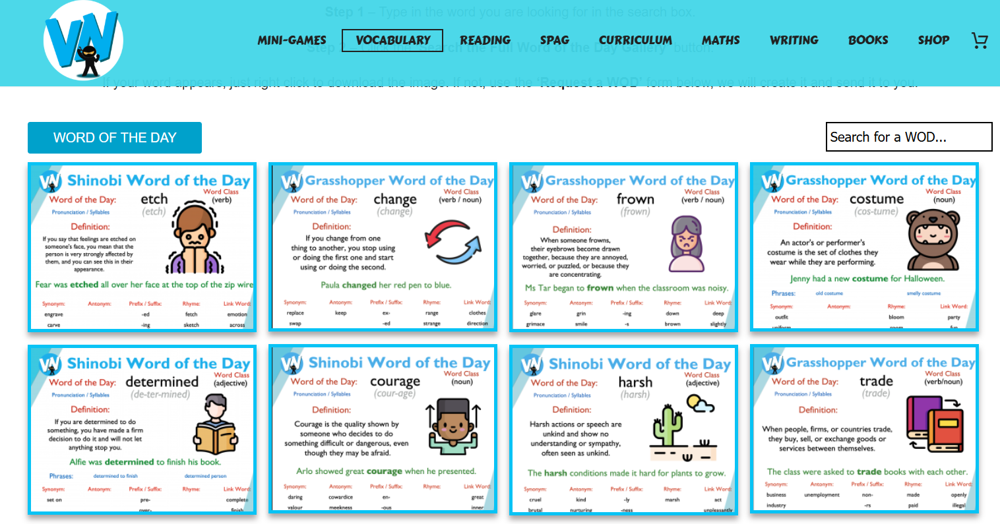 Step 1 – Type in the word you are looking for in the search box.
VN
MINI-GAMES VOCABULARY READING SPAG CURRICULUM MATHS WRITING BOOKS SHOP
Step 2 – Click the 'Search the Full Word of the Day Gallery' button.
If your word appears, just right click to download the image. If not, use the 'Request a WOD' form below, we will create it and send it to you.
WORD OF THE DAY
Search for a WOD...
VN Shinobi Word of the Day
Word of the Day: etch
Word Class
(verb)
Pronunciation / Syllables (etch)
Definition:
If you say that feelings are etched on
someone's face, you mean that the
person is very strongly affected by
them, and you can see this in their
appearance.
Fear was etched all over her face at the top of the zip wire
Synonym: Antonym: Prefix / Suffix: Rhyme: Link Word:
engrave -ed fetch emotion
carve -ing sketch across
VN Grasshopper Word of the Day
Word of the Day: change
Word Class
(verb / noun)
Pronunciation / Syllables (change)
Definition:
If you change from one
thing to another, you stop using
or doing the first one and start
using or doing the second.
Paula changed her red pen to blue.
Synonym: Antonym: Prefix / Suffix: Rhyme: Link Word:
replace keep ex- range clothes
swap -ed strange direction
VN Grasshopper Word of the Day
Word of the Day: frown
Word Class
(verb / noun)
Pronunciation / Syllables (frown)
Definition:
When someone frowns,
their eyebrows become drawn
together, because they are annoyed,
worried, or puzzled, or because they
are concentrating.
Ms Tar began to frown when the classroom was noisy.
Synonym: Antonym: Prefix / Suffix: Rhyme: Link Word:
glare grin -ing down deep
grimace smile -s brown slightly
VN Grasshopper Word of the Day
Word of the Day: costume
Word Class
(noun)
Pronunciation / Syllables (cos-tume)
Definition:
An actor's or performer's
costume is the set of clothes they
wear while they are performing.
Jenny had a new costume for Halloween.
Phrases: old costume smelly costume
Synonym: Antonym: Rhyme: Link Word:
outfit bloom party
uniform room fun
VN Shinobi Word of the Day
Word of the Day: determined
Word Class
(adjective)
Pronunciation / Syllables (de-ter-mined)
Definition:
If you are determined to do
something, you have made a firm
decision to do it and will not let
anything stop you.
Alfie was determined to finish his book.
Phrases: determined to finish determined person
Synonym: Antonym: Prefix / Suffix: Rhyme: Link Word:
set on pre- complete
over- finish
VN Shinobi Word of the Day
Word of the Day: courage
Word Class
(noun)
Pronunciation / Syllables (cour-age)
Definition:
Courage is the quality shown by
someone who decides to do
something difficult or dangerous, even
though they may be afraid.
Arlo showed great courage when he presented.
Synonym: Antonym: Prefix / Suffix: Rhyme: Link Word:
daring cowardice en- great
valour meekness -ous inner
VN Shinobi Word of the Day
Word of the Day: harsh
Word Class
(adjective)
Pronunciation / Syllables (harsh)
Definition:
Harsh actions or speech are
unkind and show no
understanding or sympathy,
often seen as unkind.
The harsh conditions made it hard for plants to grow.
Synonym: Antonym: Prefix / Suffix: Rhyme: Link Word:
cruel kind -ly marsh act
brutal nurturing -ness unpleasantly
VN Grasshopper Word of the Day
Word of the Day: trade
Word Class
(verb/noun)
Pronunciation / Syllables (trade)
Definition:
When people, firms, or countries trade,
they buy, sell, or exchange goods or
services between themselves.
The class were asked to trade books with each other.
Synonym: Antonym: Prefix / Suffix: Rhyme: Link Word:
business unemployment non- made openly
industry -rs paid illegal